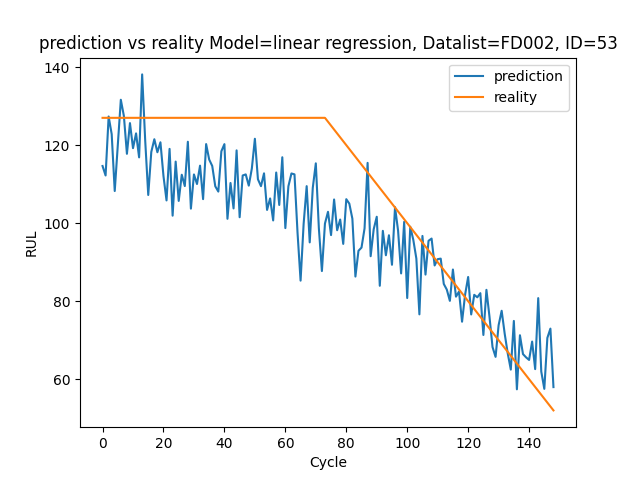 prediction vs reality Model=linear regression, Datalist=FD002, ID=53
prediction
reality
RUL
140
120
100
80
60
0 20 40 60 80 100 120 140
Cycle